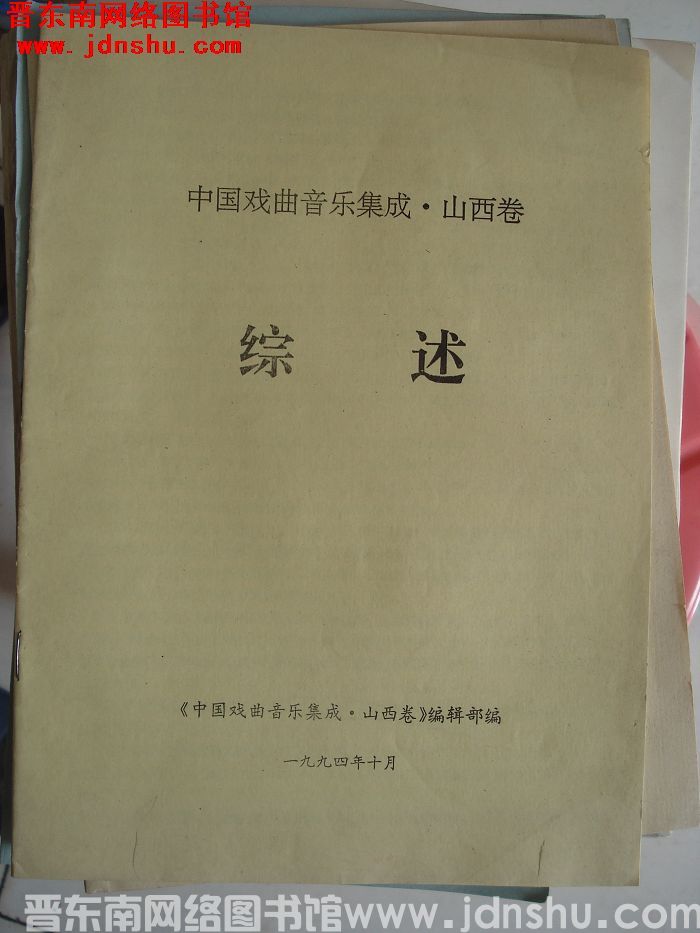 晋东南网络图书馆
www.jdnshu.com
中国戏曲音乐集成·山西卷
综 述
《中国戏曲音乐集成·山西卷》编辑部编
一九九四年十月
晋东南网络图书馆www.jdnshu.com